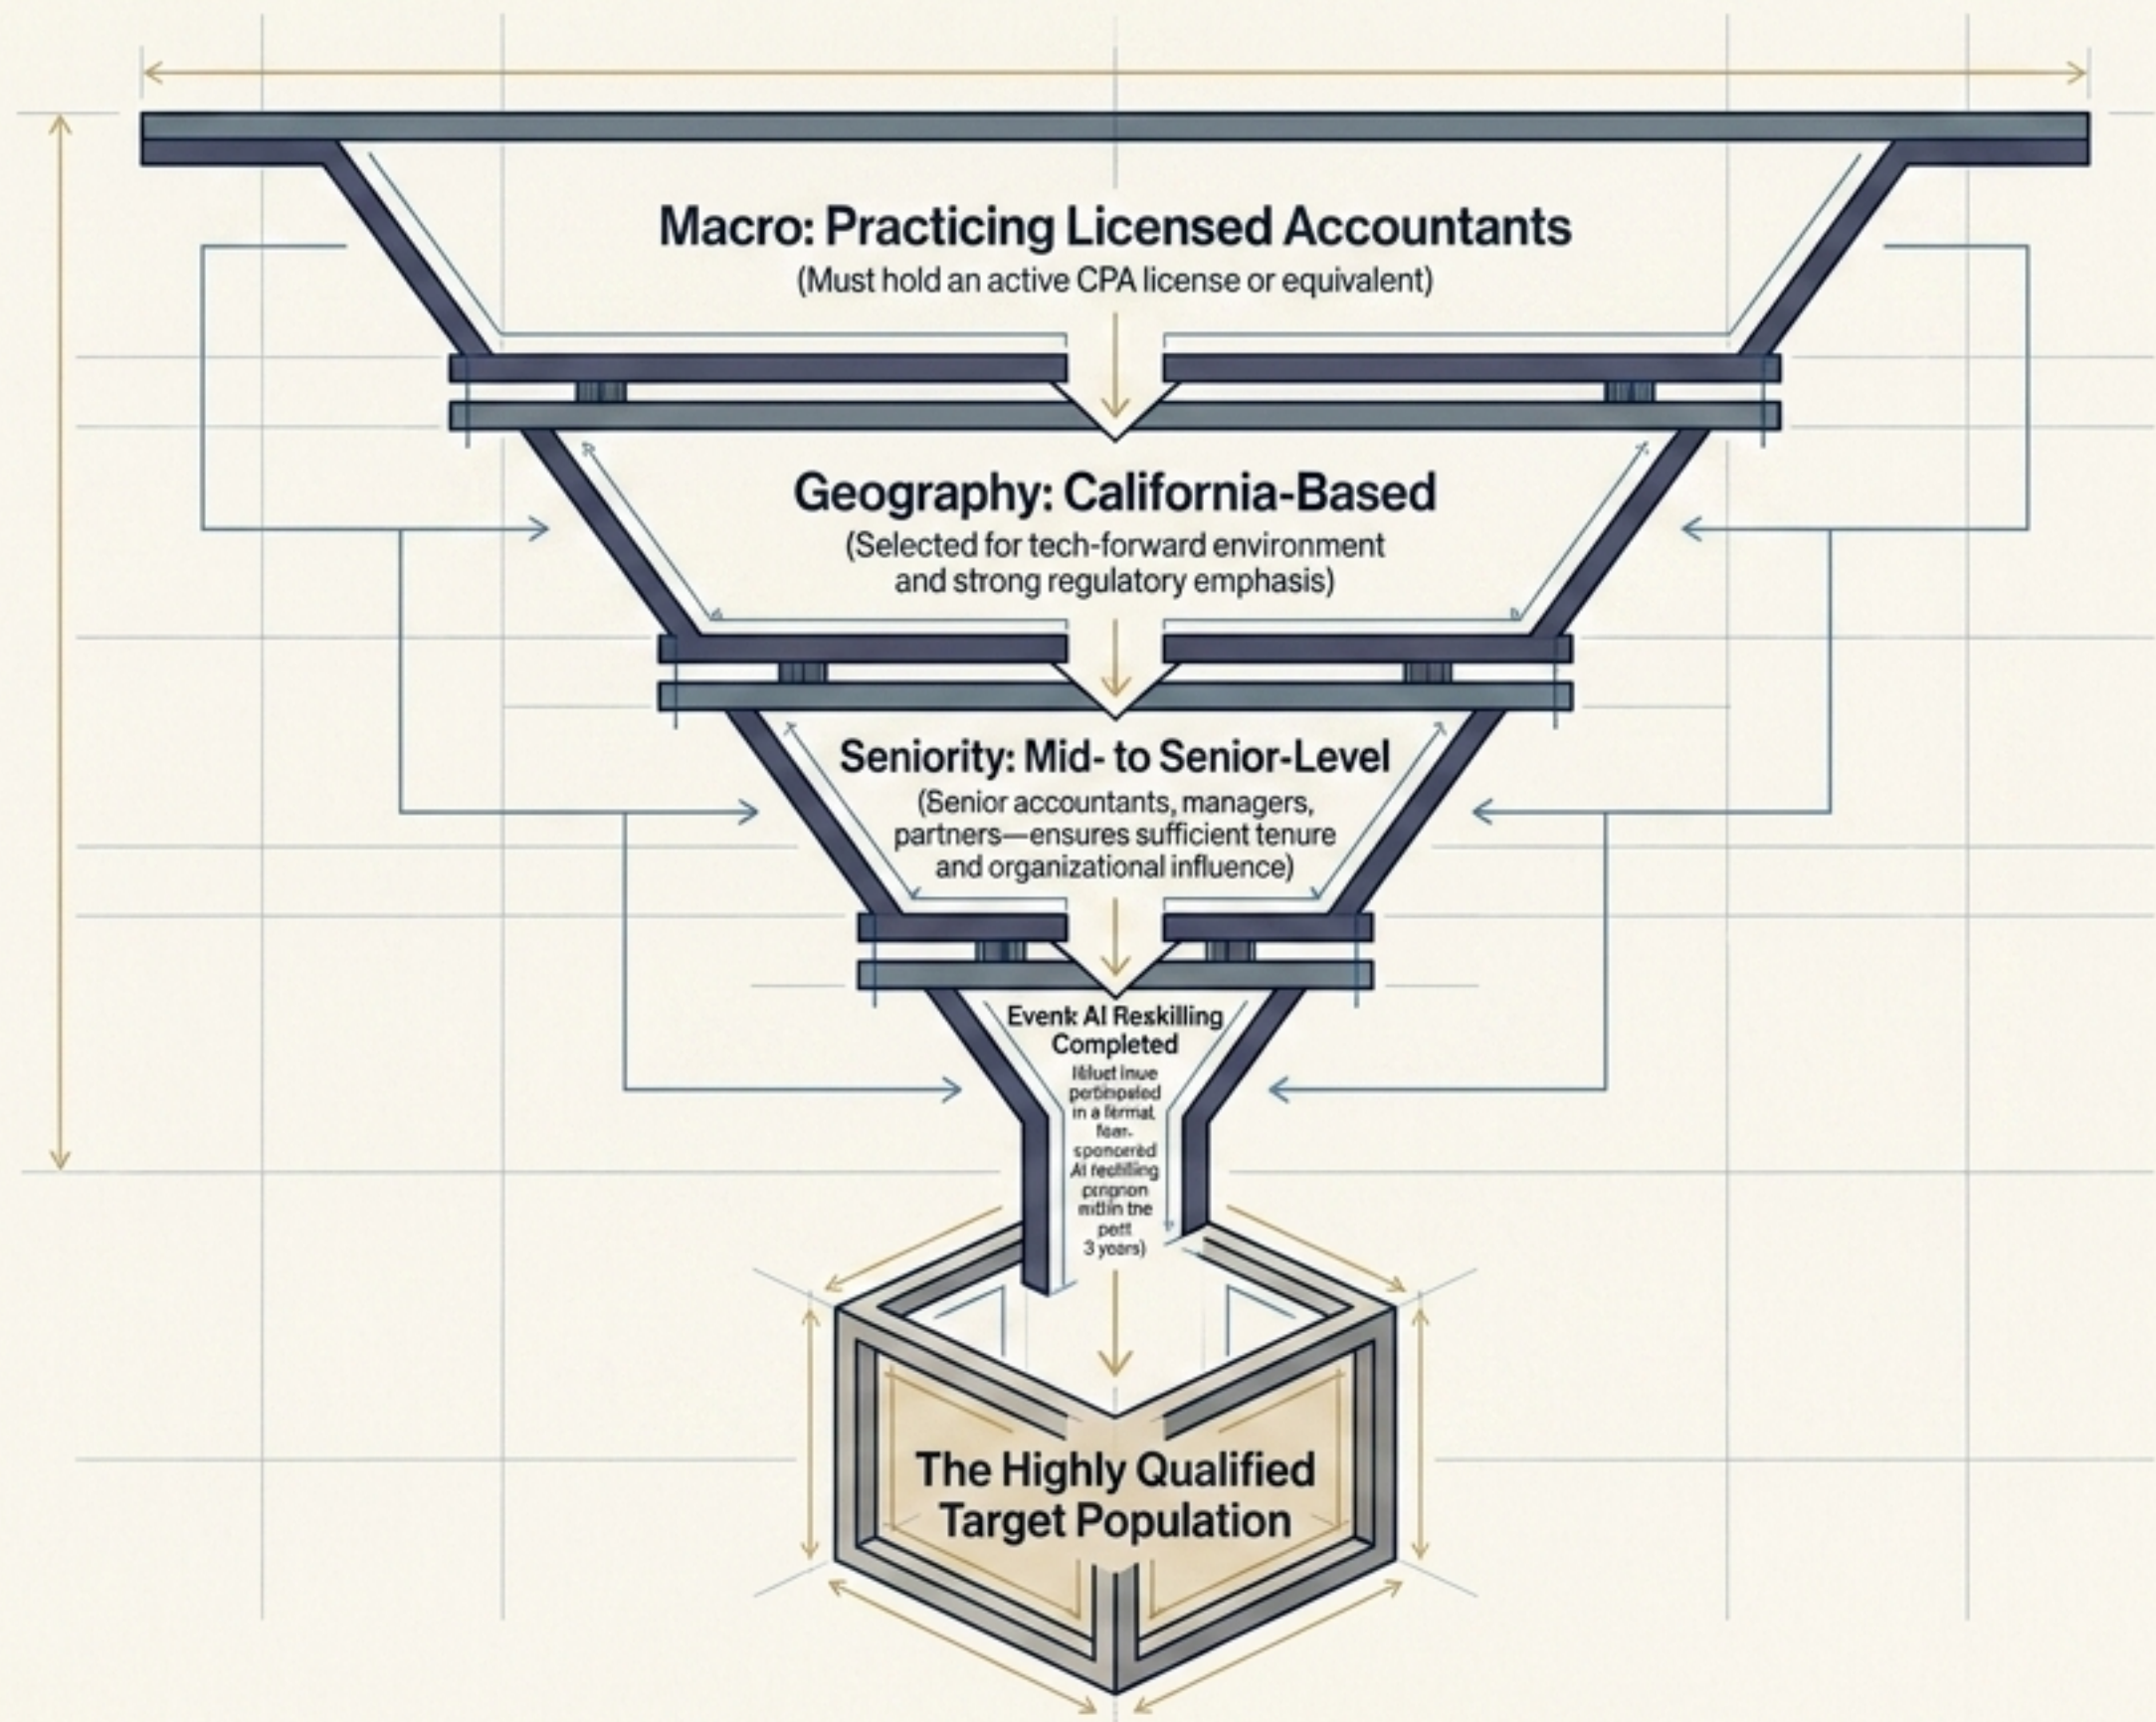 Macro: Practicing Licensed Accountants
(Must hold an active CPA license or equivalent)
Geography: California-Based
(Selected for tech-forward environment
and strong regulatory emphasis)
Seniority: Mid- to Senior-Level
(Senior accountants, managers,
partners—ensures sufficient tenure
and organizational influence)
Event: AI Reskilling
Completed
in a
AI
3 years)
The Highly Qualified
Target Population